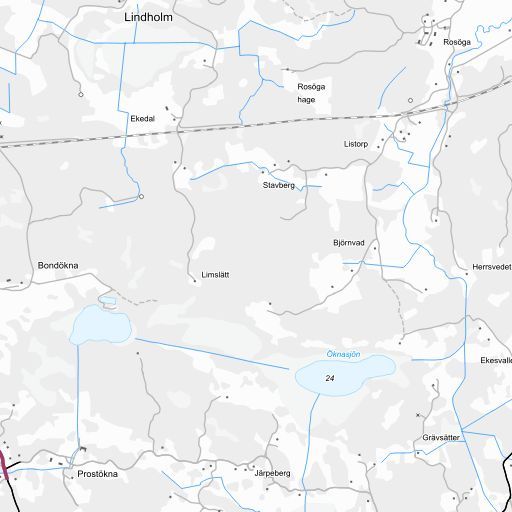 Lindholm
Rosöga
Rosöga
hage
Ekedal
Listorp
Stavberg
Björnvad
Bondökna
Limslätt
Herrsvedet
Öknasjön
Ekesvalle
24
Grävsätter
Prostökna
Järpeberg